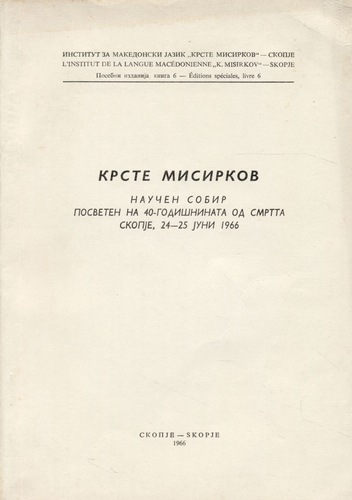 ИНСТИТУТ ЗА МАКЕДОНСКИ ЈАЗИК „КРСТЕ МИСИРКОВ" — СКОПЈЕ
L'INSTITUT DE LA LANGUE MACÉDONIENNE „K. MISIRKOV" — SKOPJE
Посебни изданија книга 6 — Éditions spéciales, livre 6
КРСТЕ МИСИРКОВ
НАУЧЕН СОБИР
ПОСВЕТЕН НА 40-ГОДИШНИНАТА ОД СМРТТА
СКОПЈЕ, 24—25 ЈУНИ 1966
СКОПЈЕ — SKOPJE
1966